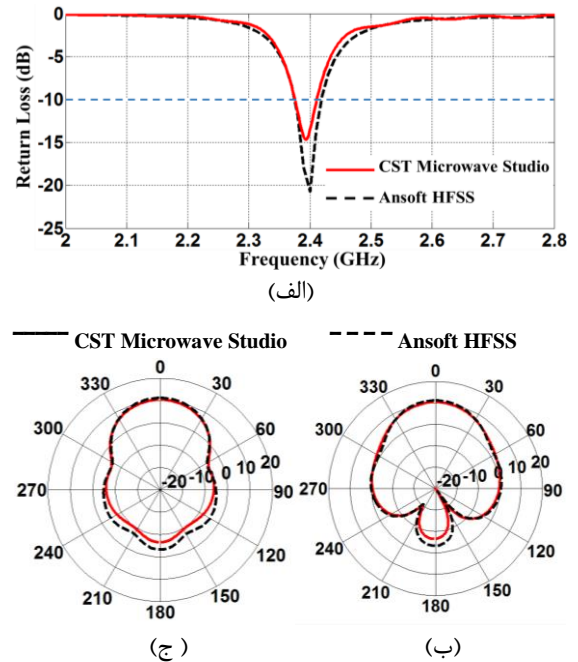 0
-5
-10
-15
-20
-25
Return Loss (dB)
CST Microwave Studio
Ansoft HFSS
2 2.1 2.2 2.3 2.4 2.5 2.6 2.7 2.8
Frequency (GHz)
(الف)
CST Microwave Studio
Ansoft HFSS
0
330 30
300 60
-20 -10 0 10 20
270 90
240 120
210 150
180
0
330 30
300 60
-20 -10 0 10 20
270 90
240 120
210 150
180
(ج)
(ب)